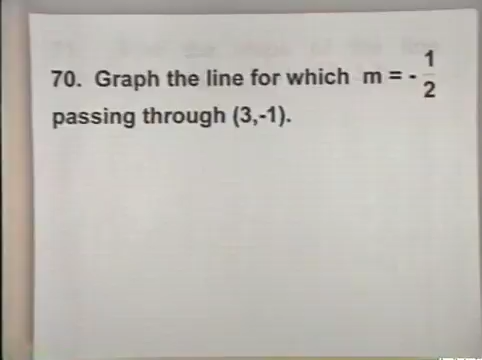 70. Graph the line for which m = - 1/2
passing through (3,-1).